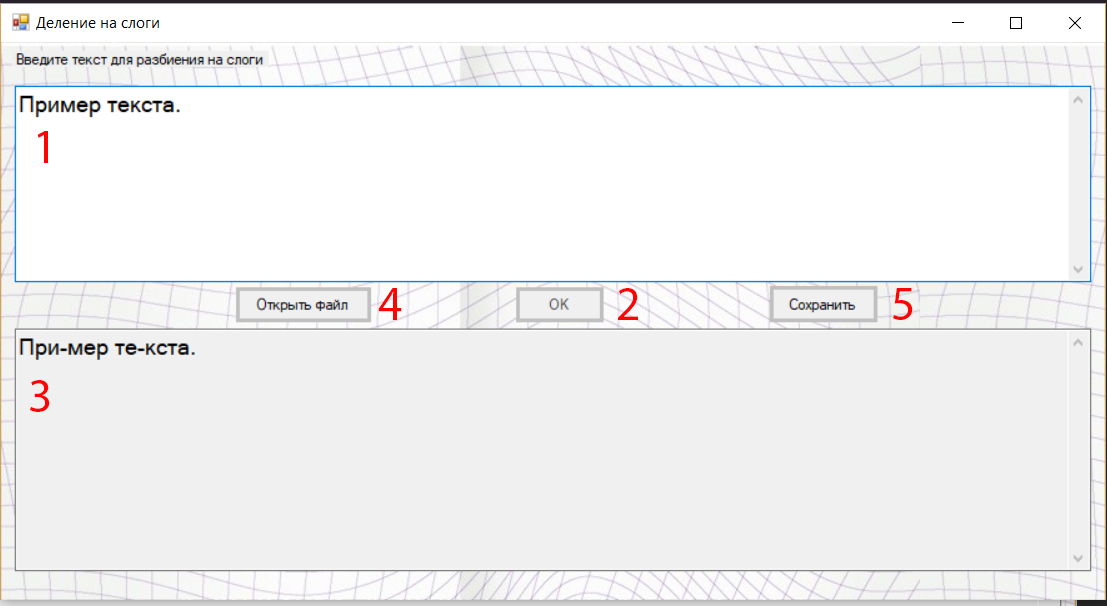 Деление на слоги
Введите текст для разбиения на слоги
Пример текста.
1
Открыть файл 4 OK 2 Сохранить 5
При-мер те-кста.
3